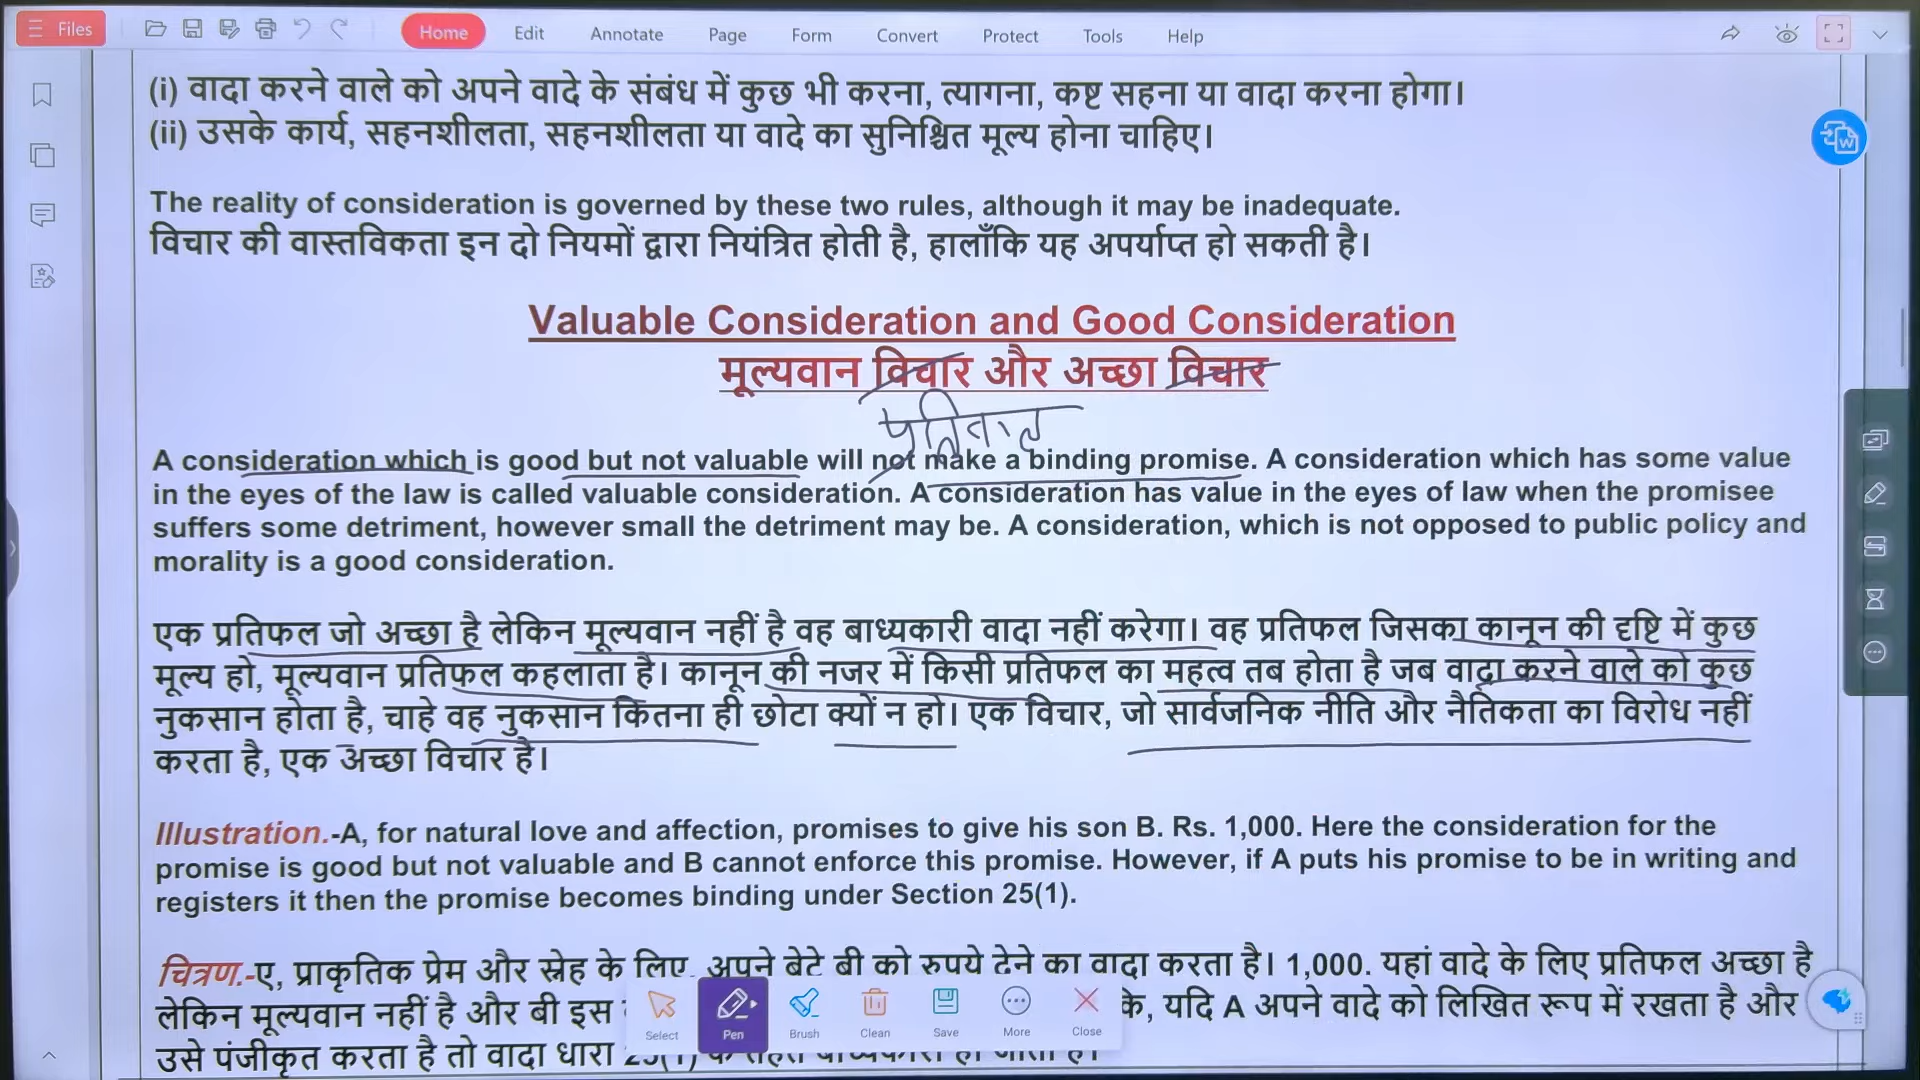 Files
Home Edit Annotate Page Form Convert Protect Tools Help
(i) वादा करने वाले को अपने वादे के संबंध में कुछ भी करना, त्यागना, कष्ट सहना या वादा करना होगा।
(ii) उसके कार्य, सहनशीलता, सहनशीलता या वादे का सुनिश्चित मूल्य होना चाहिए।
The reality of consideration is governed by these two rules, although it may be inadequate.
विचार की वास्तविकता इन दो नियमों द्वारा नियंत्रित होती है, हालाँकि यह अपर्याप्त हो सकती है।
Valuable Consideration and Good Consideration
मूल्यवान विचार और अच्छा विचार
A consideration which is good but not valuable will not make a binding promise. A consideration which has some value
in the eyes of the law is called valuable consideration. A consideration has value in the eyes of law when the promisee
suffers some detriment, however small the detriment may be. A consideration, which is not opposed to public policy and
morality is a good consideration.
एक प्रतिफल जो अच्छा है लेकिन मूल्यवान नहीं है वह बाध्यकारी वादा नहीं करेगा। वह प्रतिफल जिसका कानून की दृष्टि में कुछ
मूल्य हो, मूल्यवान प्रतिफल कहलाता है। कानून की नजर में किसी प्रतिफल का महत्व तब होता है जब वादा करने वाले को कुछ
नुकसान होता है, चाहे वह नुकसान कितना ही छोटा क्यों न हो। एक विचार, जो सार्वजनिक नीति और नैतिकता का विरोध नहीं
करता है, एक अच्छा विचार है।
Illustration.-A, for natural love and affection, promises to give his son B. Rs. 1,000. Here the consideration for the
promise is good but not valuable and B cannot enforce this promise. However, if A puts his promise to be in writing and
registers it then the promise becomes binding under Section 25(1).
चित्रण.-ए, प्राकृतिक प्रेम और स्नेह के लिए, अपने बेटे बी को रुपये देने का वादा करता है। 1,000. यहां वादे के लिए प्रतिफल अच्छा है
लेकिन मूल्यवान नहीं है और बी इस के, यदि A अपने वादे को लिखित रूप में रखता है और
उसे पंजीकृत करता है तो वादा धारा 25(1)
Select Pen Brush Clean Save More Close